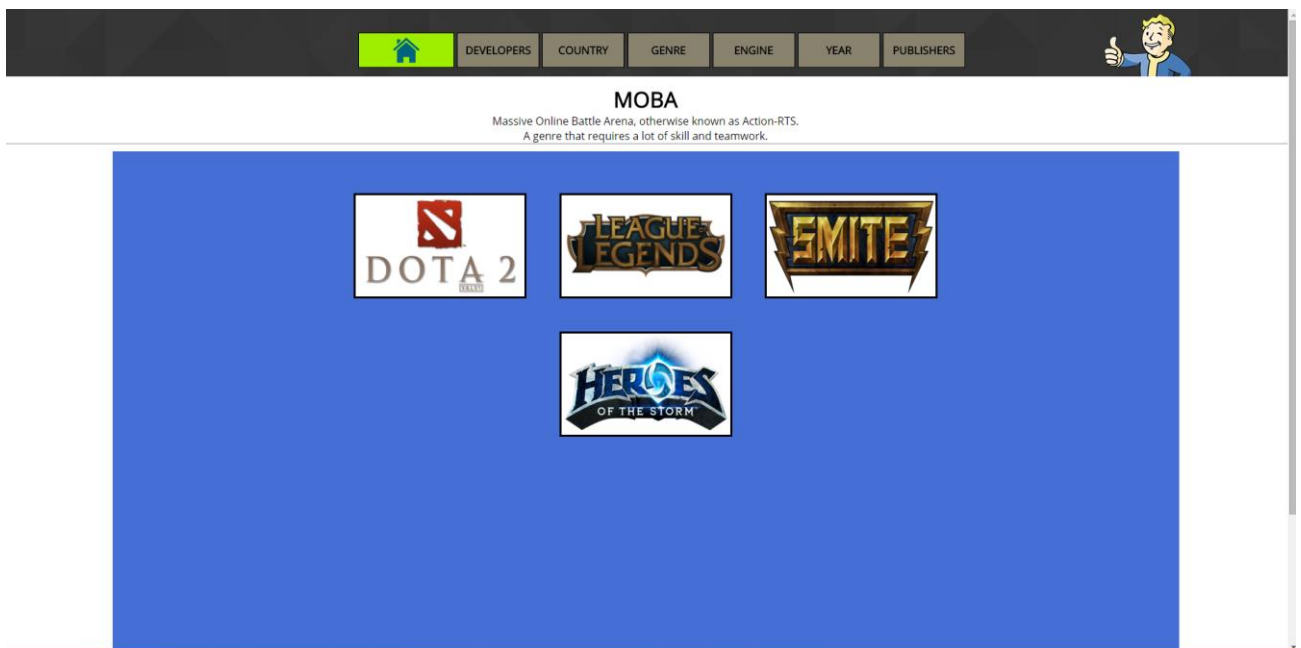 DEVELOPERS COUNTRY GENRE ENGINE YEAR PUBLISHERS
MOBA
Massive Online Battle Arena, otherwise known as Action-RTS.
A genre that requires a lot of skill and teamwork.
DOTA 2
LEAGUE OF
LEGENDS
SMITE
HEROES
OF THE STORM